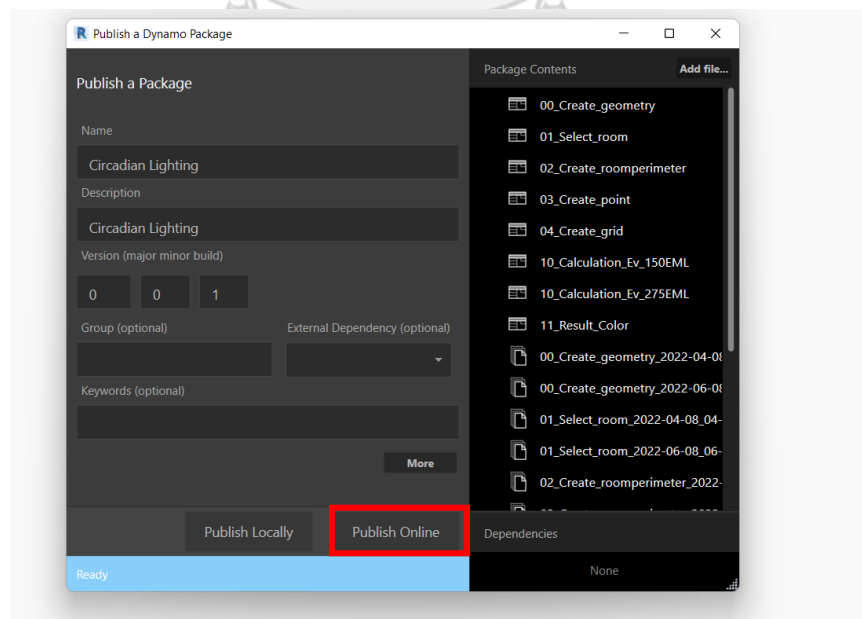 Publish a Dynamo Package
Publish a Package
Name
Circadian Lighting
Description
Circadian Lighting
Version (major minor build)
0 0 1
Group (optional) External Dependency (optional)
Keywords (optional)
More
Publish Locally Publish Online
Ready
Package Contents Add file...
00_Create_geometry
01_Select_room
02_Create_roomperimeter
03_Create_point
04_Create_grid
10_Calculation_Ev_150EML
10_Calculation_Ev_275EML
11_Result_Color
00_Create_geometry_2022-04-08
00_Create_geometry_2022-06-08
01_Select_room_2022-04-08_04-
01_Select_room_2022-06-08_06-
02_Create_roomperimeter_2022-
Dependencies
None